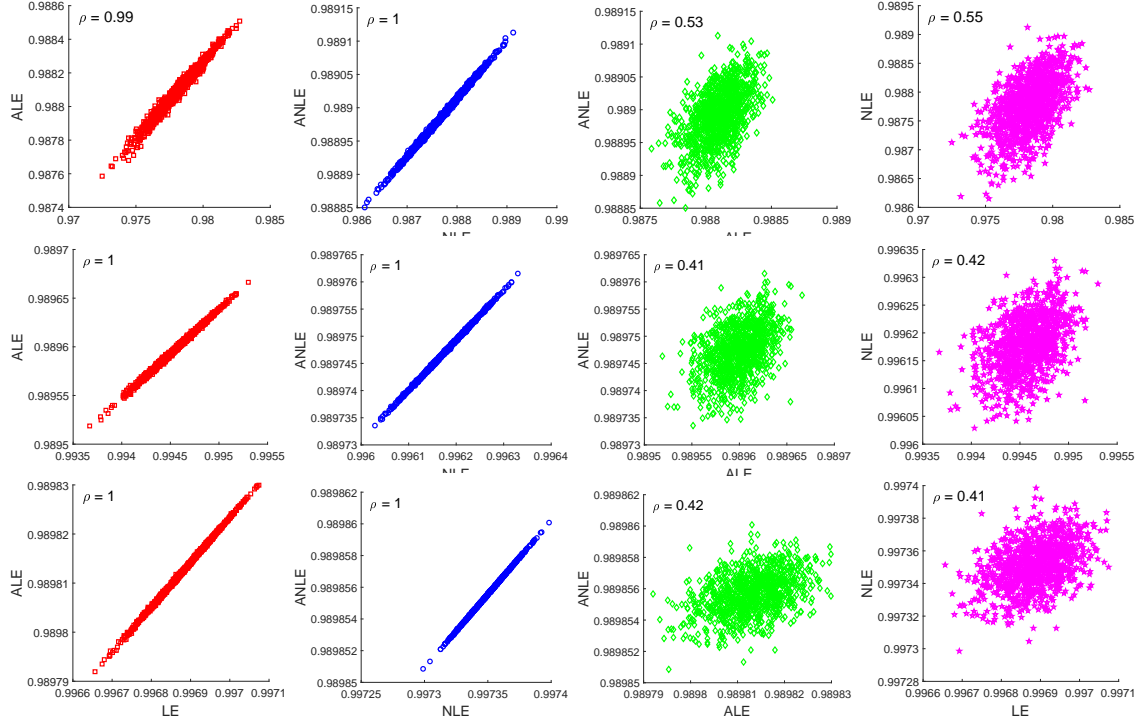 ρ = 0.99
ALE
0.9886
0.9884
0.9882
0.988
0.9878
0.9876
0.9874
0.97 0.975 0.98 0.985
ρ = 1
ANLE
0.98915
0.9891
0.98905
0.989
0.98895
0.9889
0.98885
0.986 0.987 0.988 0.989 0.99
NLE
ρ = 0.53
ANLE
0.98915
0.9891
0.98905
0.989
0.98895
0.9889
0.98885
0.9875 0.988 0.9885 0.989
ALE
ρ = 0.55
NLE
0.9895
0.989
0.9885
0.988
0.9875
0.987
0.9865
0.986
0.97 0.975 0.98 0.985
ρ = 1
ALE
0.9897
0.98965
0.9896
0.98955
0.9895
0.9935 0.994 0.9945 0.995 0.9955
ρ = 1
ANLE
0.989765
0.98976
0.989755
0.98975
0.989745
0.98974
0.989735
0.98973
0.996 0.9961 0.9962 0.9963 0.9964
NLE
ρ = 0.41
ANLE
0.989765
0.98976
0.989755
0.98975
0.989745
0.98974
0.989735
0.98973
0.9895 0.98955 0.9896 0.98965 0.9897
ALE
ρ = 0.42
NLE
0.99635
0.9963
0.99625
0.9962
0.99615
0.9961
0.99605
0.996
0.9935 0.994 0.9945 0.995 0.9955
ρ = 1
ALE
0.98983
0.98982
0.98981
0.9898
0.98979
0.9966 0.9967 0.9968 0.9969 0.997 0.9971
LE
ρ = 1
ANLE
0.989862
0.98986
0.989858
0.989856
0.989854
0.989852
0.98985
0.99725 0.9973 0.99735 0.9974
NLE
ρ = 0.42
ANLE
0.989862
0.98986
0.989858
0.989856
0.989854
0.989852
0.98985
0.98979 0.9898 0.98981 0.98982 0.98983
ALE
ρ = 0.41
NLE
0.9974
0.99738
0.99736
0.99734
0.99732
0.9973
0.99728
0.9966 0.9967 0.9968 0.9969 0.997 0.9971
LE